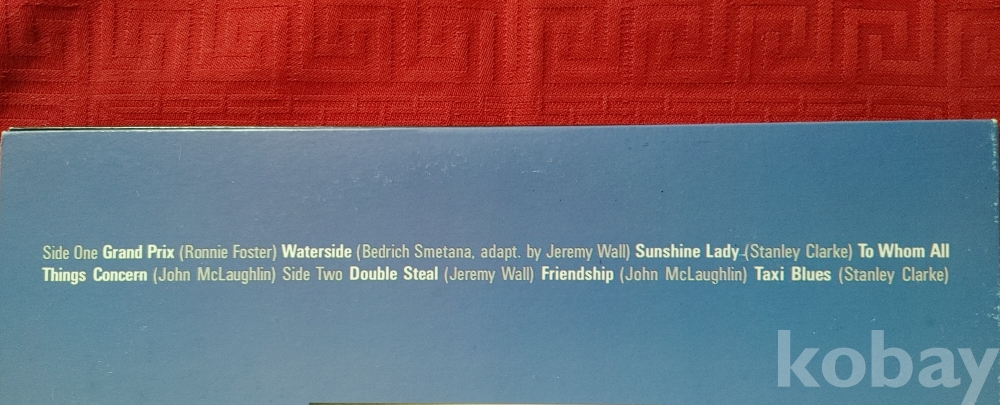 Side One Grand Prix (Ronnie Foster) Waterside (Bedrich Smetana, adapt. by Jeremy Wall) Sunshine Lady (Stanley Clarke) To Whom All
Things Concern (John McLaughlin) Side Two Double Steal (Jeremy Wall) Friendship (John McLaughlin) Taxi Blues (Stanley Clarke)
kobay